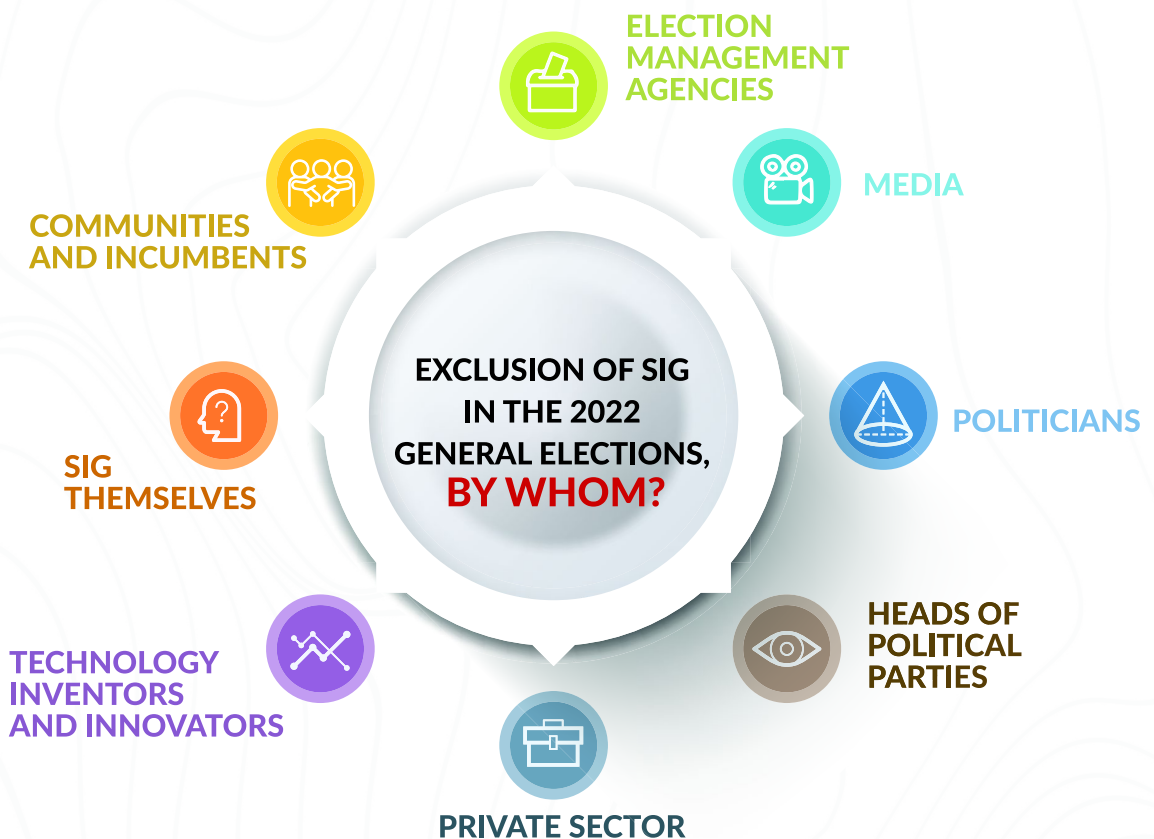 EXCLUSION OF SIG
IN THE 2022
GENERAL ELECTIONS,
BY WHOM?
ELECTION
MANAGEMENT
AGENCIES
MEDIA
POLITICIANS
HEADS OF
POLITICAL
PARTIES
PRIVATE SECTOR
TECHNOLOGY
INVENTORS
AND INNOVATORS
SIG
THEMSELVES
?
COMMUNITIES
AND INCUMBENTS